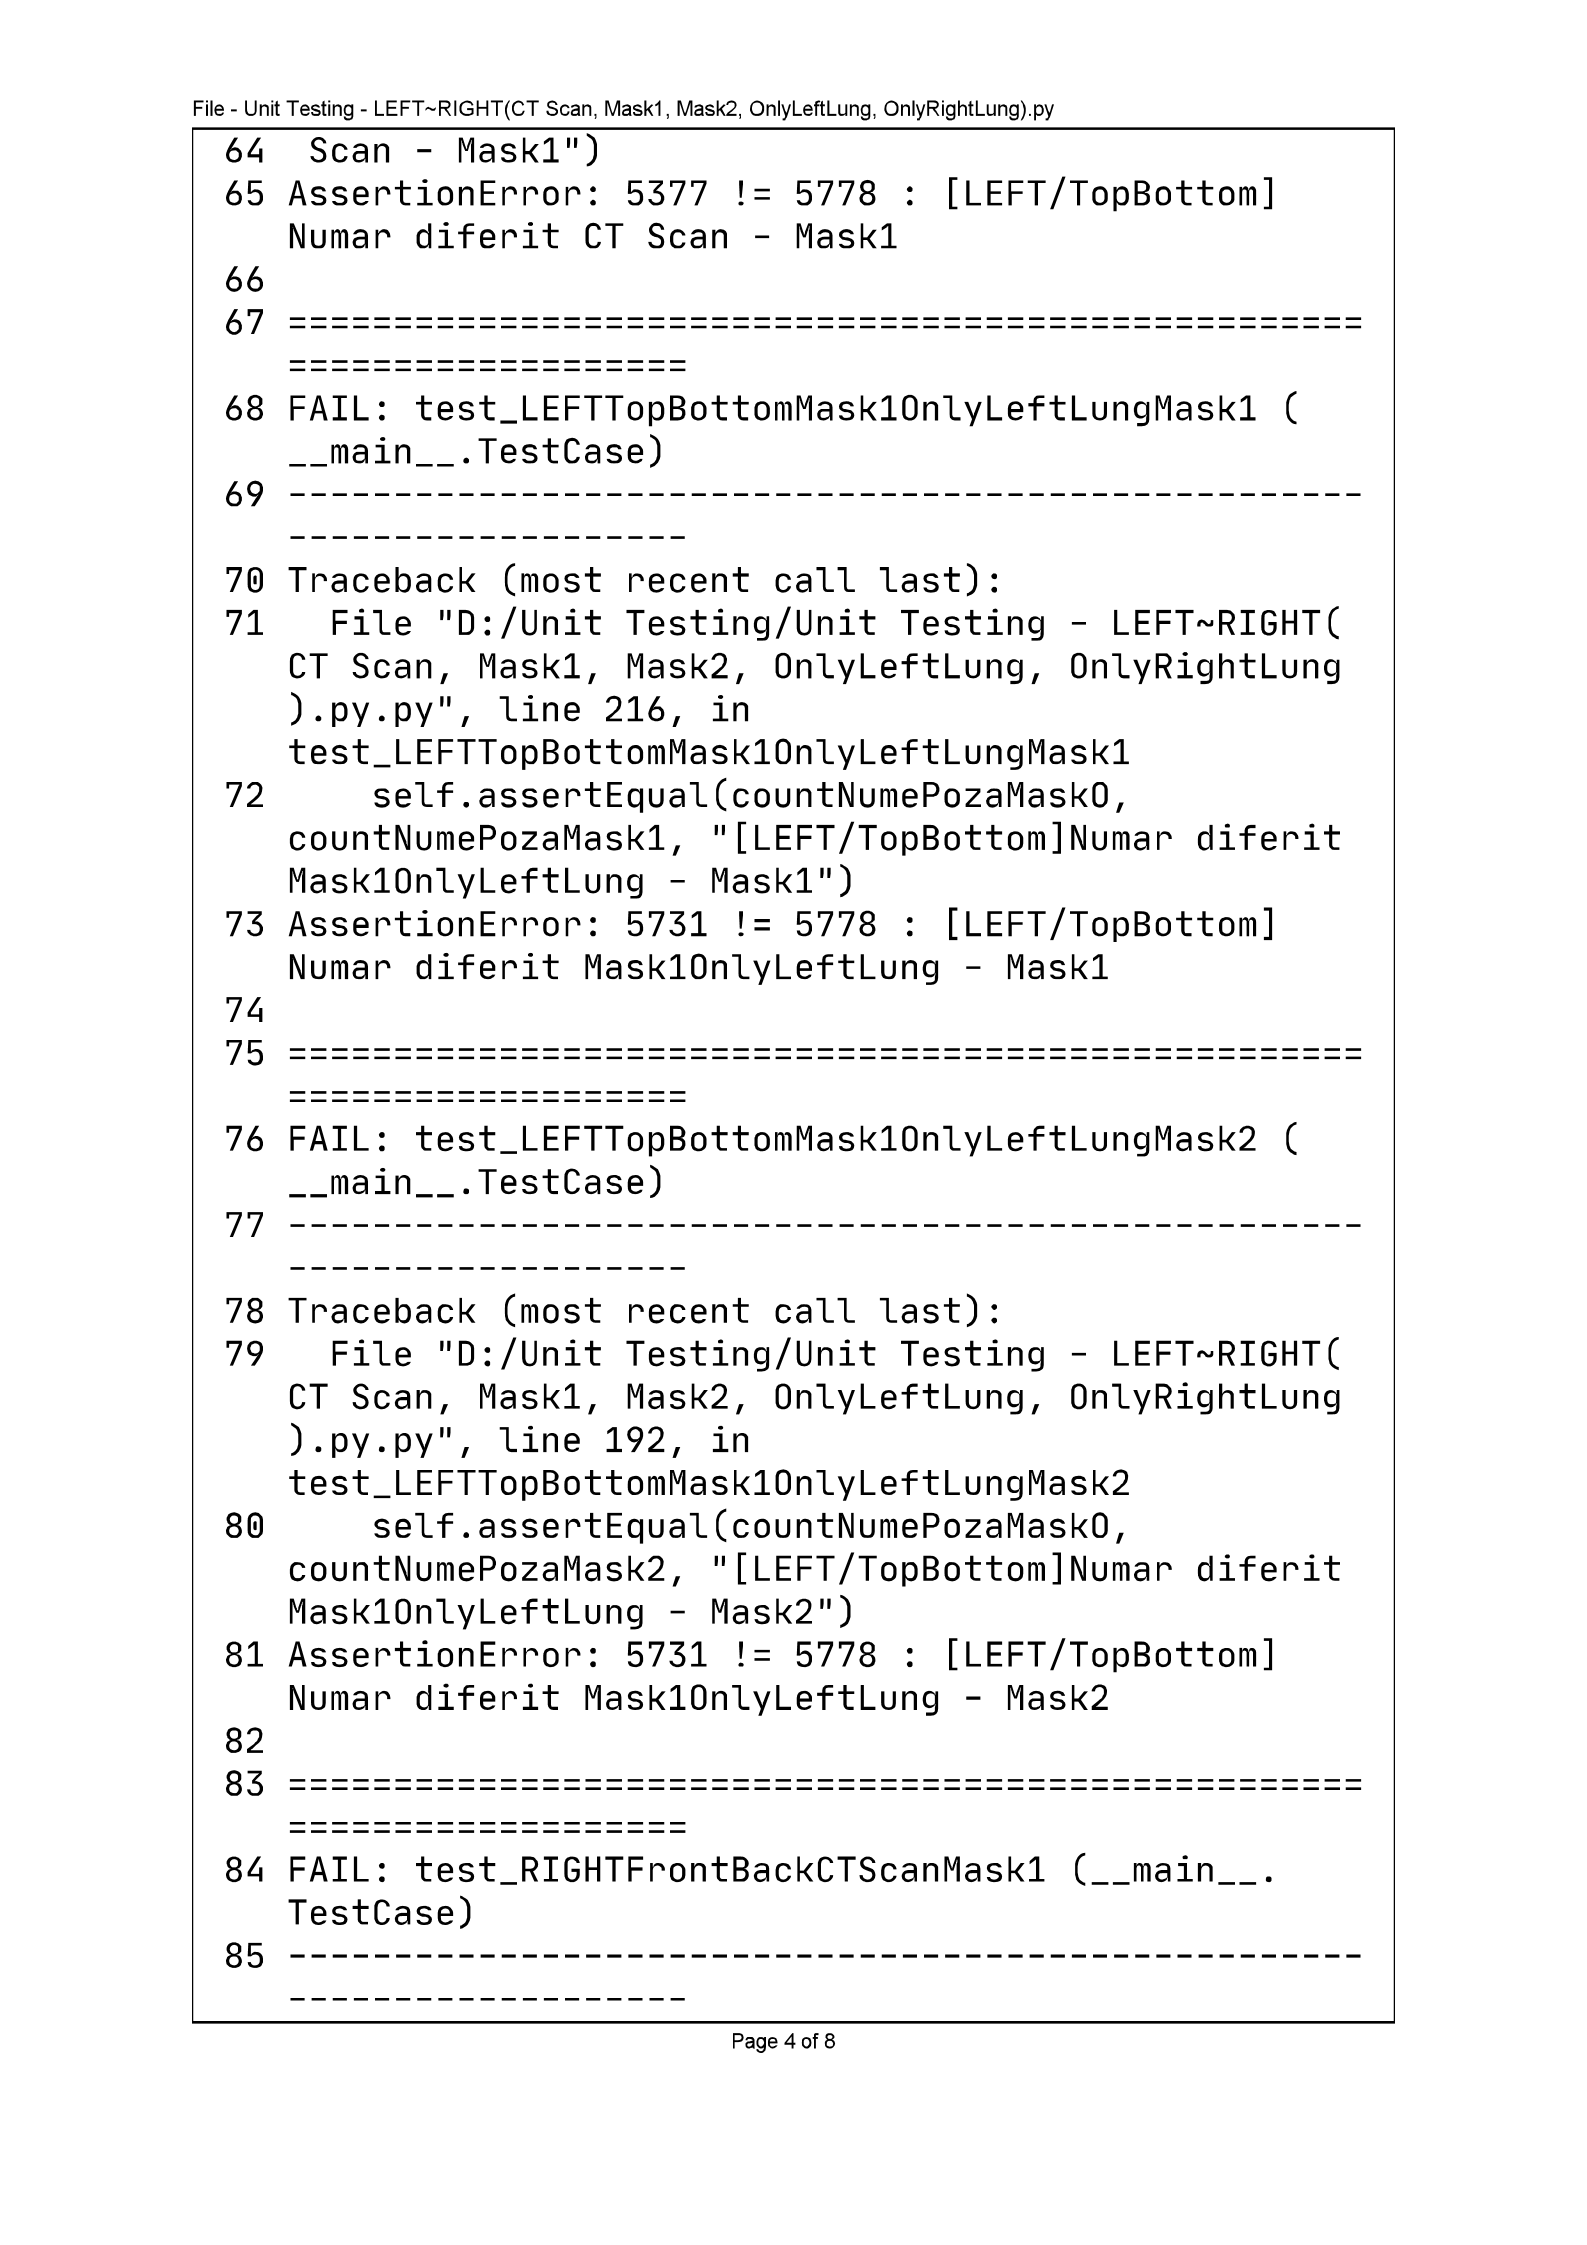 File - Unit Testing - LEFT~RIGHT(CT Scan, Mask1, Mask2, OnlyLeftLung, OnlyRightLung).py
64  Scan - Mask1")
65 AssertionError: 5377 != 5778 : [LEFT/TopBottom]
Numar diferit CT Scan - Mask1
66
67 ===================================================
===================
68 FAIL: test_LEFTTopBottomMask1OnlyLeftLungMask1 (
__main__.TestCase)
69 ---------------------------------------------------
-------------------
70 Traceback (most recent call last):
71   File "D:/Unit Testing/Unit Testing - LEFT~RIGHT(
CT Scan, Mask1, Mask2, OnlyLeftLung, OnlyRightLung
).py.py", line 216, in
test_LEFTTopBottomMask1OnlyLeftLungMask1
72     self.assertEqual(countNumePozaMaskO,
countNumePozaMask1, "[LEFT/TopBottom]Numar diferit
Mask1OnlyLeftLung - Mask1")
73 AssertionError: 5731 != 5778 : [LEFT/TopBottom]
Numar diferit Mask1OnlyLeftLung - Mask1
74
75 ===================================================
===================
76 FAIL: test_LEFTTopBottomMask1OnlyLeftLungMask2 (
__main__.TestCase)
77 ---------------------------------------------------
-------------------
78 Traceback (most recent call last):
79   File "D:/Unit Testing/Unit Testing - LEFT~RIGHT(
CT Scan, Mask1, Mask2, OnlyLeftLung, OnlyRightLung
).py.py", line 192, in
test_LEFTTopBottomMask1OnlyLeftLungMask2
80     self.assertEqual(countNumePozaMaskO,
countNumePozaMask2, "[LEFT/TopBottom]Numar diferit
Mask1OnlyLeftLung - Mask2")
81 AssertionError: 5731 != 5778 : [LEFT/TopBottom]
Numar diferit Mask1OnlyLeftLung - Mask2
82
83 ===================================================
===================
84 FAIL: test_RIGHTFrontBackCTScanMask1 (__main__.
TestCase)
85 ---------------------------------------------------
-------------------
Page 4 of 8